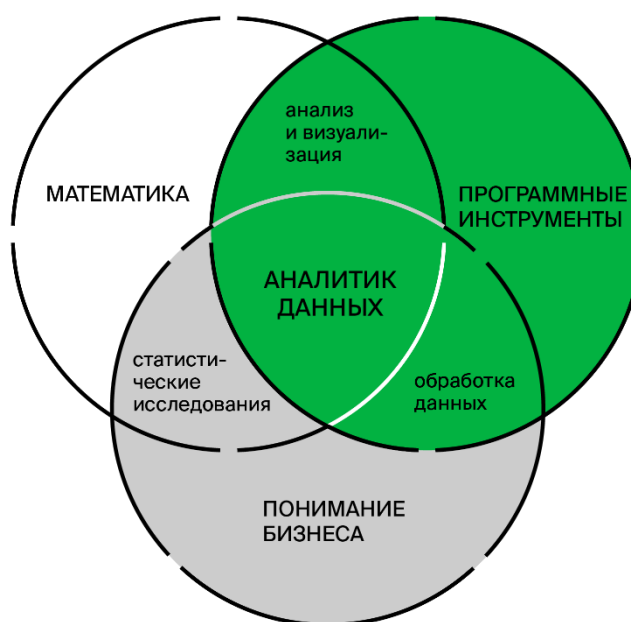 анализ
и визуали-
зация
МАТЕМАТИКА
ПРОГРАММНЫЕ
ИНСТРУМЕНТЫ
АНАЛИТИК
ДАННЫХ
статисти-
ческие
исследования
обработка
данных
ПОНИМАНИЕ
БИЗНЕСА